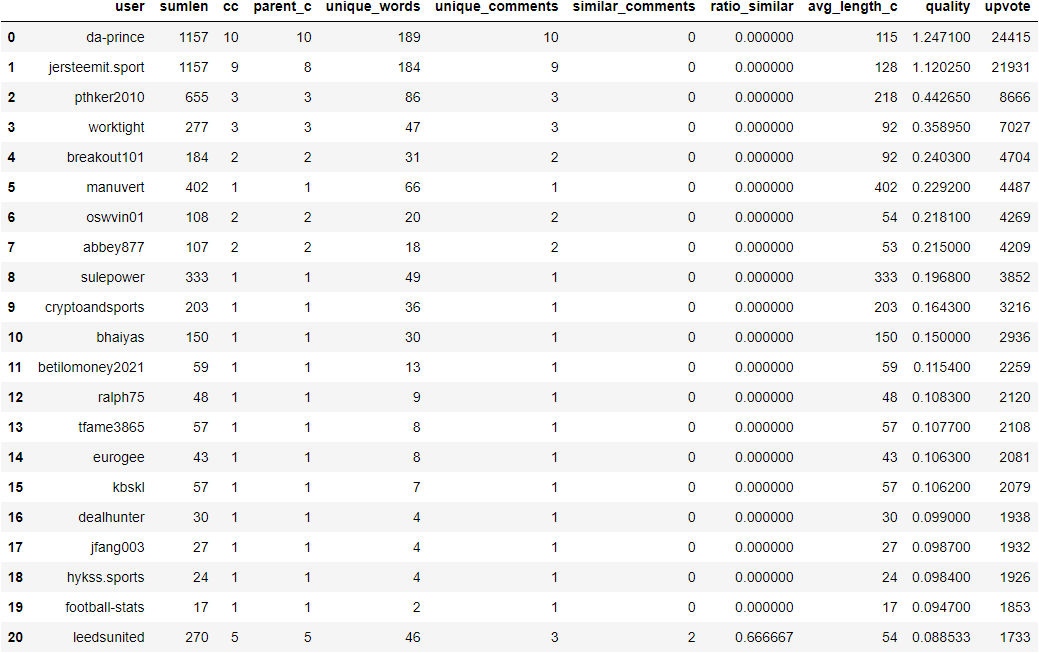 user sumlen cc parent_c unique_words unique_comments similar_comments ratio_similar avg_length_c quality upvote
0 da-prince 1157 10 10 189 10 0 0.000000 115 1.247100 24415
1 jersteemit.sport 1157 9 8 184 9 0 0.000000 128 1.120250 21931
2 pthker2010 655 3 3 86 3 0 0.000000 218 0.442650 8666
3 worktight 277 3 3 47 3 0 0.000000 92 0.358950 7027
4 breakout101 184 2 2 31 2 0 0.000000 92 0.240300 4704
5 manuvert 402 1 1 66 1 0 0.000000 402 0.229200 4487
6 oswvin01 108 2 2 20 2 0 0.000000 54 0.218100 4269
7 abbey877 107 2 2 18 2 0 0.000000 53 0.215000 4209
8 sulepower 333 1 1 49 1 0 0.000000 333 0.196800 3852
9 cryptoandsports 203 1 1 36 1 0 0.000000 203 0.164300 3216
10 bhaiyas 150 1 1 30 1 0 0.000000 150 0.150000 2936
11 betilomoney2021 59 1 1 13 1 0 0.000000 59 0.115400 2259
12 ralph75 48 1 1 9 1 0 0.000000 48 0.108300 2120
13 tfame3865 57 1 1 8 1 0 0.000000 57 0.107700 2108
14 eurogee 43 1 1 8 1 0 0.000000 43 0.106300 2081
15 kbskl 57 1 1 7 1 0 0.000000 57 0.106200 2079
16 dealhunter 30 1 1 4 1 0 0.000000 30 0.099000 1938
17 jfang003 27 1 1 4 1 0 0.000000 27 0.098700 1932
18 hykss.sports 24 1 1 4 1 0 0.000000 24 0.098400 1926
19 football-stats 17 1 1 2 1 0 0.000000 17 0.094700 1853
20 leedsunited 270 5 5 46 3 2 0.666667 54 0.088533 1733